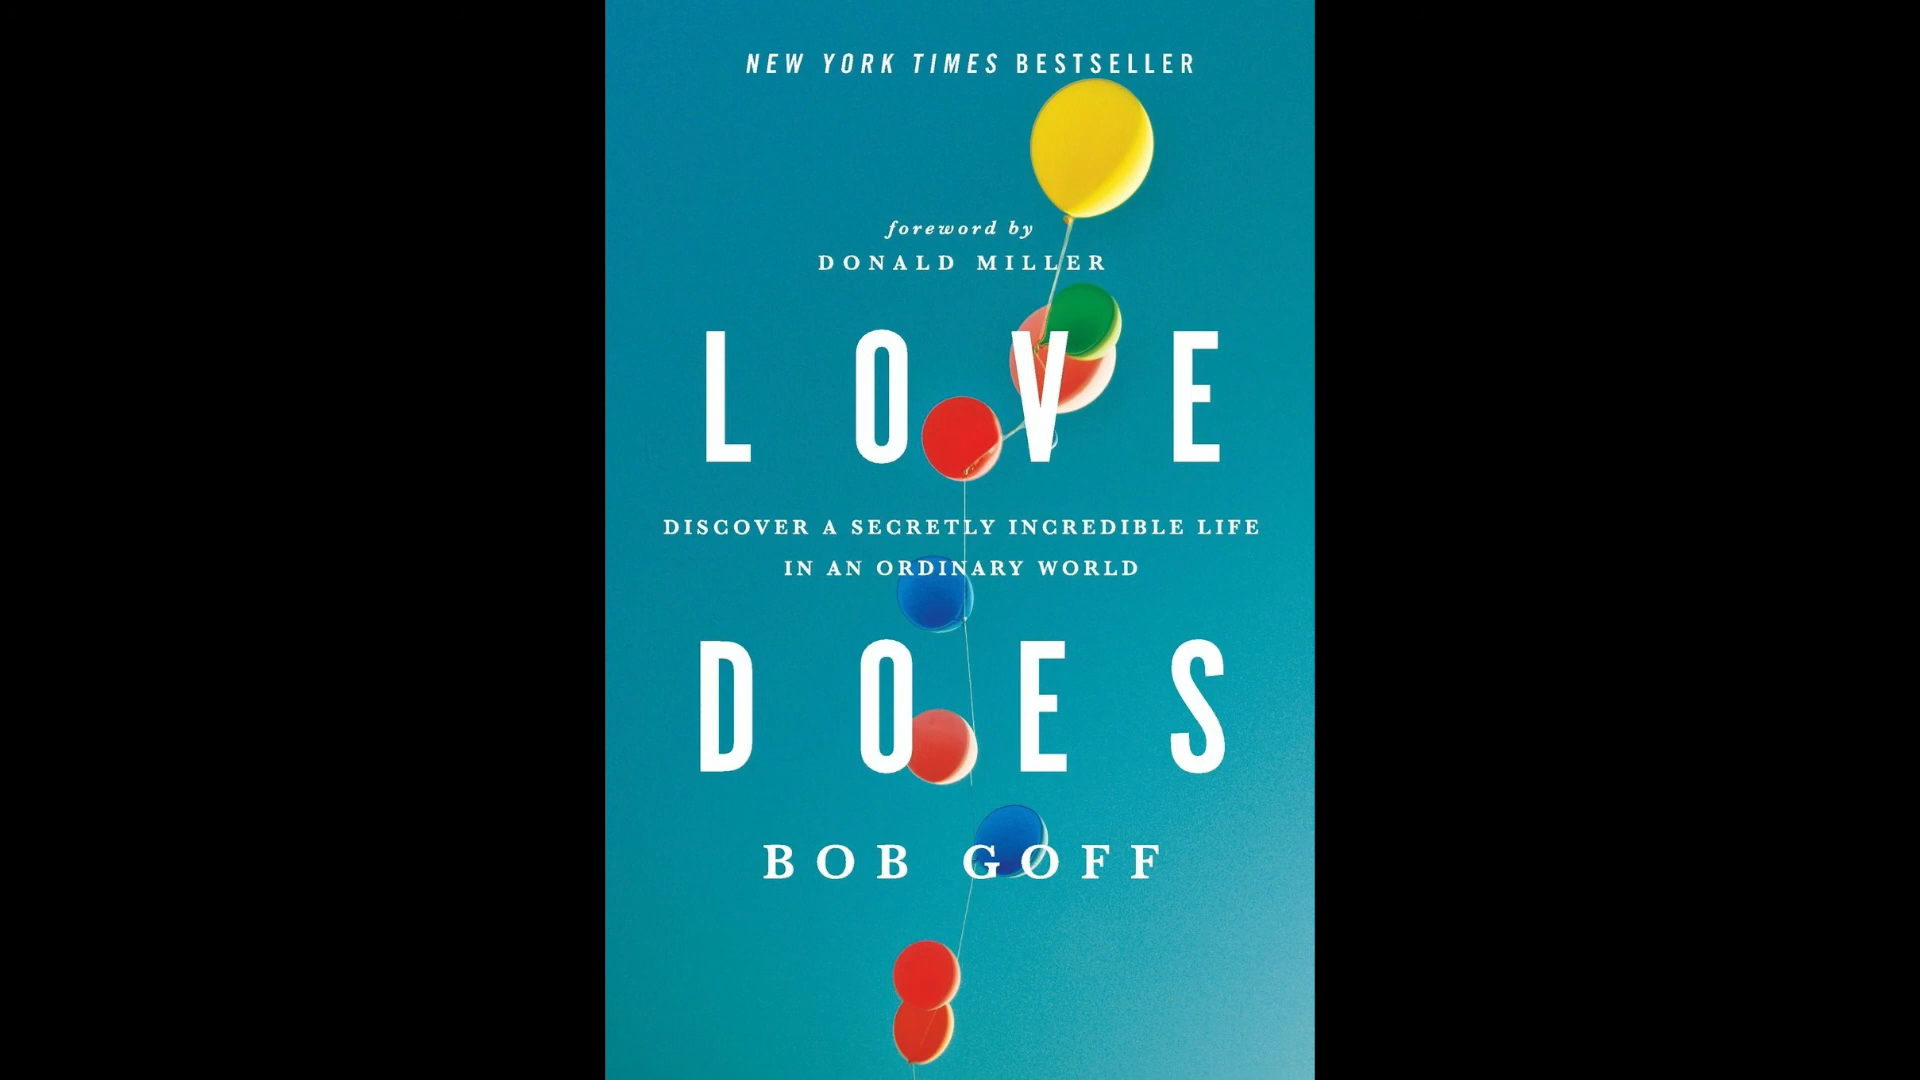 NEW YORK TIMES BESTSELLER
foreword by
DONALD MILLER
LOVE
DISCOVER A SECRETLY INCREDIBLE LIFE
IN AN ORDINARY WORLD
DOES
BOB GOFF